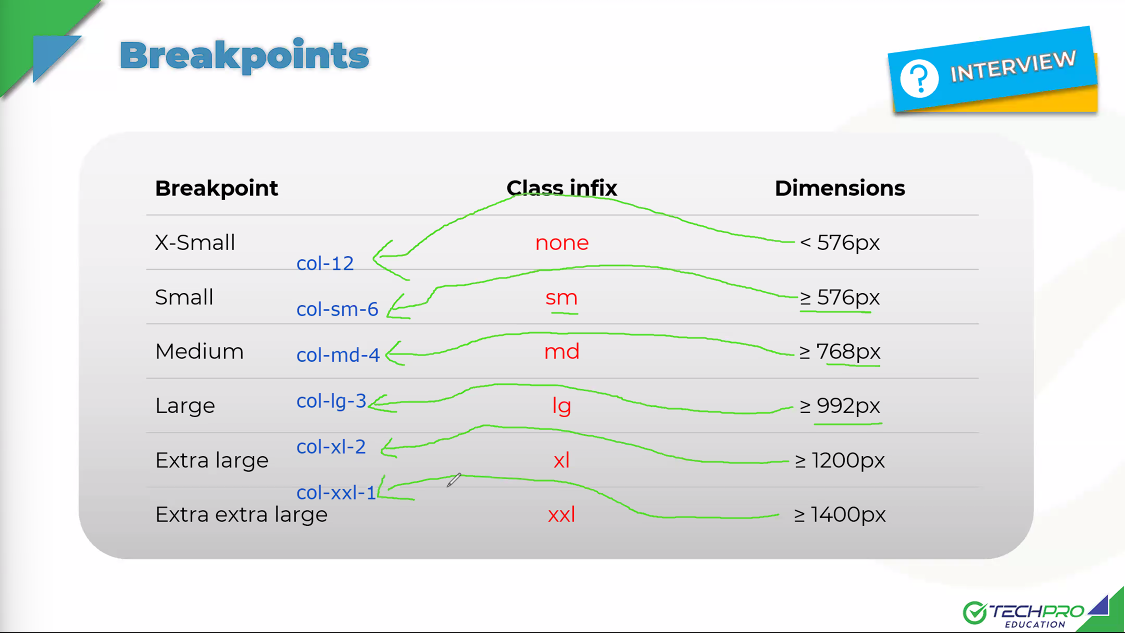 Breakpoints
? INTERVIEW
Breakpoint Class infix Dimensions
X-Small none < 576px
col-12
Small sm ≥ 576px
col-sm-6
Medium md ≥ 768px
col-md-4
Large lg ≥ 992px
col-lg-3
Extra large xl ≥ 1200px
col-xl-2
Extra extra large xxl ≥ 1400px
col-xxl-1
TECHPRO
EDUCATION